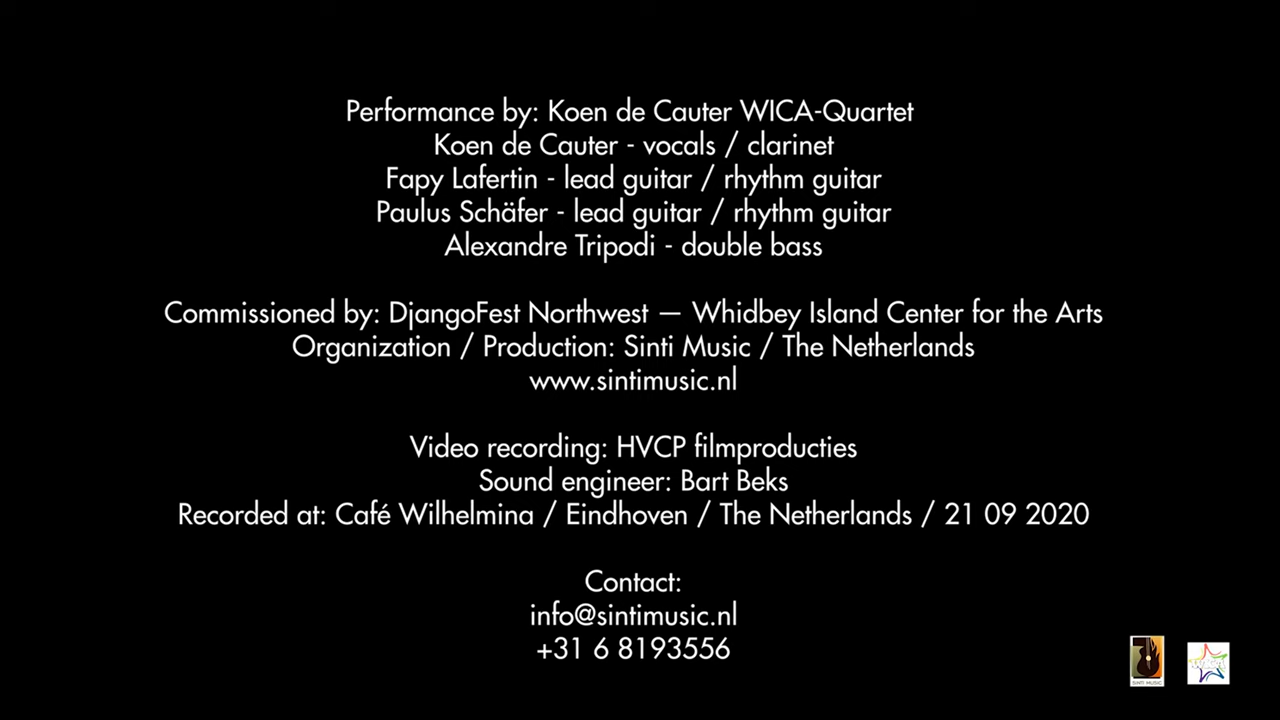 Performance by: Koen de Cauter WICA-Quartet
Koen de Cauter - vocals / clarinet
Fapy Lafertin - lead guitar / rhythm guitar
Paulus Schäfer - lead guitar / rhythm guitar
Alexandre Tripodi - double bass
Commissioned by: DjangoFest Northwest — Whidbey Island Center for the Arts
Organization / Production: Sinti Music / The Netherlands
www.sintimusic.nl
Video recording: HVCP filmproducties
Sound engineer: Bart Beks
Recorded at: Café Wilhelmina / Eindhoven / The Netherlands / 21 09 2020
Contact:
info@sintimusic.nl
+31 6 8193556
SINTI MUSIC
WICA